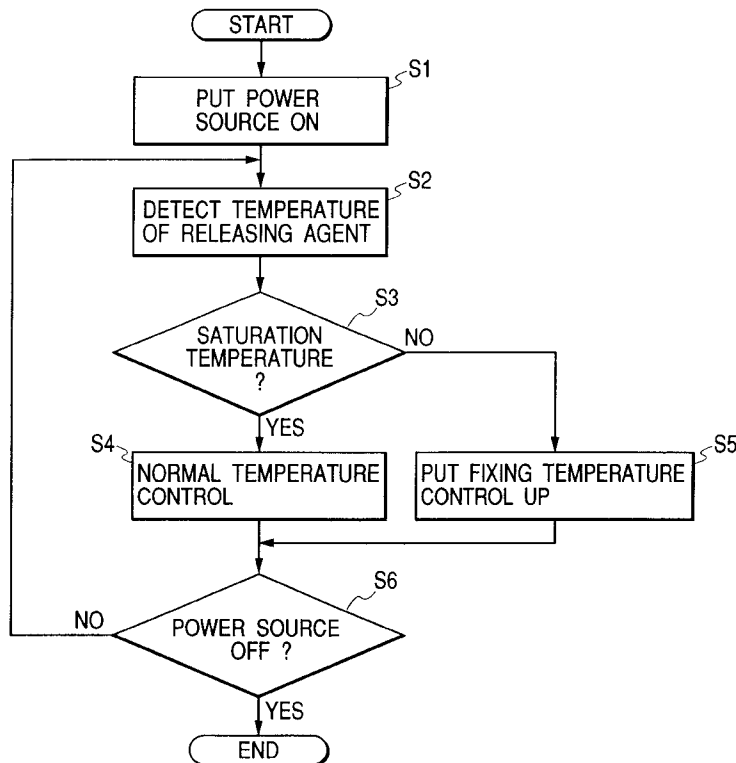 START
S1
PUT POWER
SOURCE ON
S2
DETECT TEMPERATURE
OF RELEASING AGENT
S3
SATURATION
TEMPERATURE
?
NO
YES
S4
NORMAL TEMPERATURE
CONTROL
S5
PUT FIXING TEMPERATURE
CONTROL UP
S6
NO
POWER SOURCE
OFF ?
YES
END